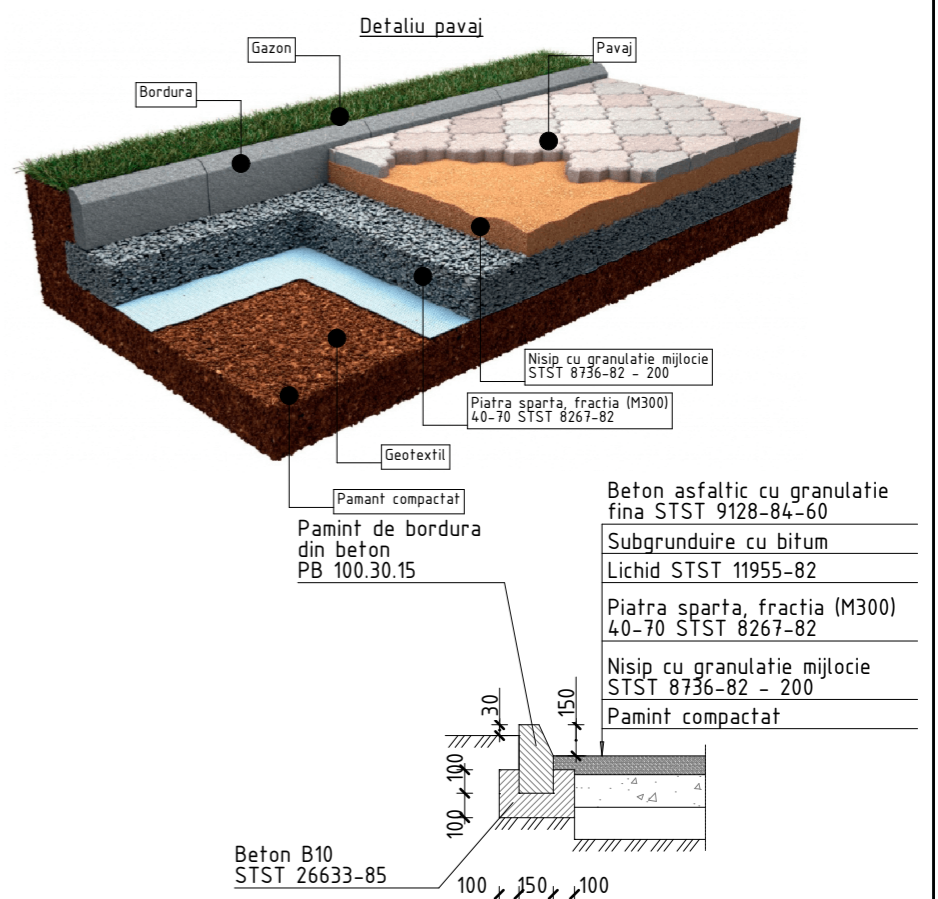 Detaliu pavaj
Gazon
Pavaj
Bordura
Nisip cu granulatie mijlocie
STST 8736-82 - 200
Piatra sparta, fractia (M300)
40-70 STST 8267-82
Geotextil
Pamant compactat
Pamint de bordura
din beton
PB 100.30.15
Beton asfaltic cu granulatie
fina STST 9128-84-60
Subgrunduire cu bitum
Lichid STST 11955-82
Piatra sparta, fractia (M300)
40-70 STST 8267-82
Nisip cu granulatie mijlocie
STST 8736-82 - 200
Pamint compactat
30
150
100
100
Beton B10
STST 26633-85
100 150 100